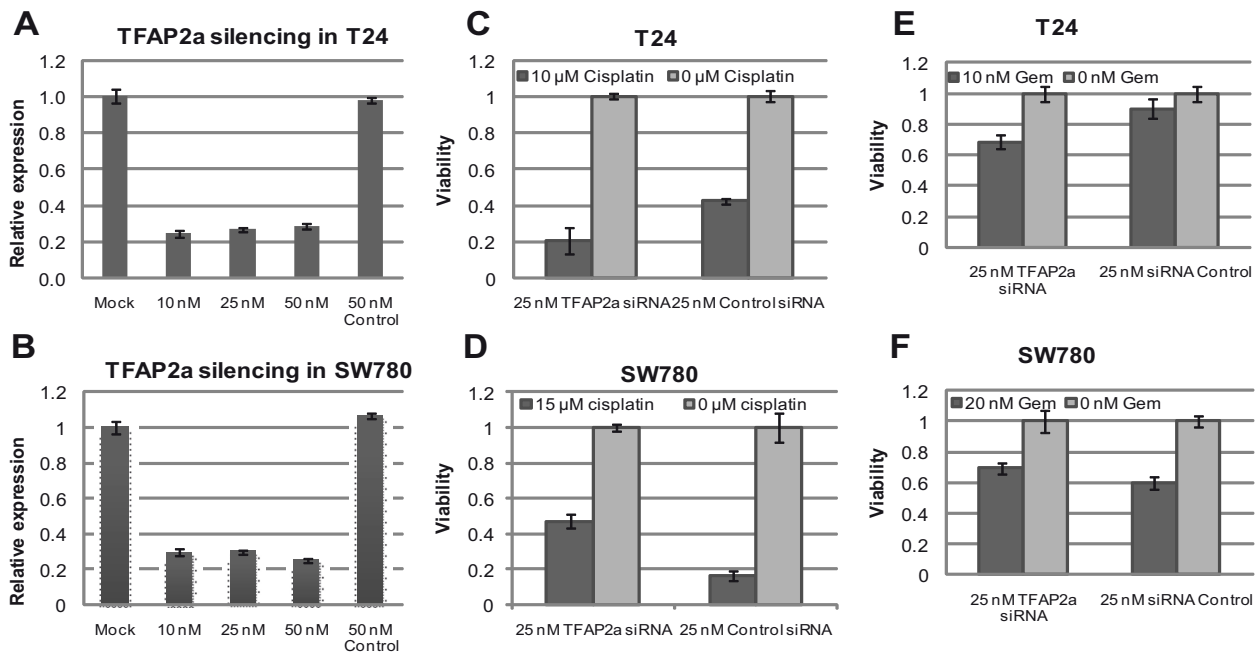 A
TFAP2a silencing in T24
Relative expression
1.2
1.0
0.8
0.6
0.4
0.2
0.0
Mock
10 nM
25 nM
50 nM
50 nM
Control
C
T24
Viability
1.2
1
0.8
0.6
0.4
0.2
0
10 µM Cisplatin
0 µM Cisplatin
25 nM TFAP2a siRNA
25 nM Control siRNA
E
T24
Viability
1.2
1
0.8
0.6
0.4
0.2
0
10 nM Gem
0 nM Gem
25 nM TFAP2a
siRNA
25 nM siRNA Control
B
TFAP2a silencing in SW780
Relative expression
1.2
1
0.8
0.6
0.4
0.2
0
Mock
10 nM
25 nM
50 nM
50 nM
Control
D
SW780
Viability
1.2
1
0.8
0.6
0.4
0.2
0
15 µM cisplatin
0 µM cisplatin
25 nM TFAP2a siRNA
25 nM Control siRNA
F
SW780
Viability
1.2
1
0.8
0.6
0.4
0.2
0
20 nM Gem
0 nM Gem
25 nM TFAP2a
siRNA
25 nM siRNA Control